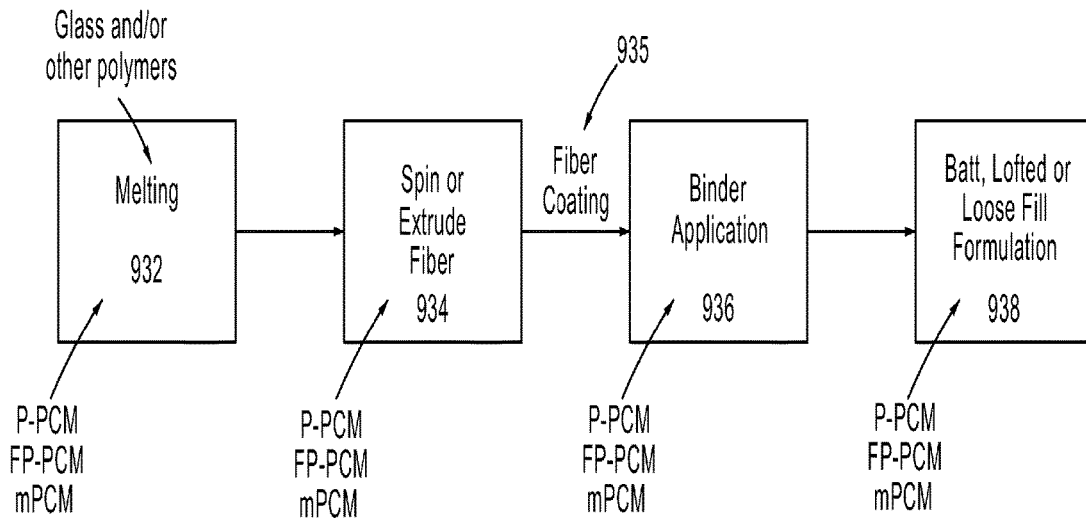 Glass and/or
other polymers
Melting
932
P-PCM
FP-PCM
mPCM
Spin or
Extrude
Fiber
934
P-PCM
FP-PCM
mPCM
935
Fiber
Coating
Binder
Application
936
P-PCM
FP-PCM
mPCM
Batt, Lofted or
Loose Fill
Formulation
938
P-PCM
FP-PCM
mPCM